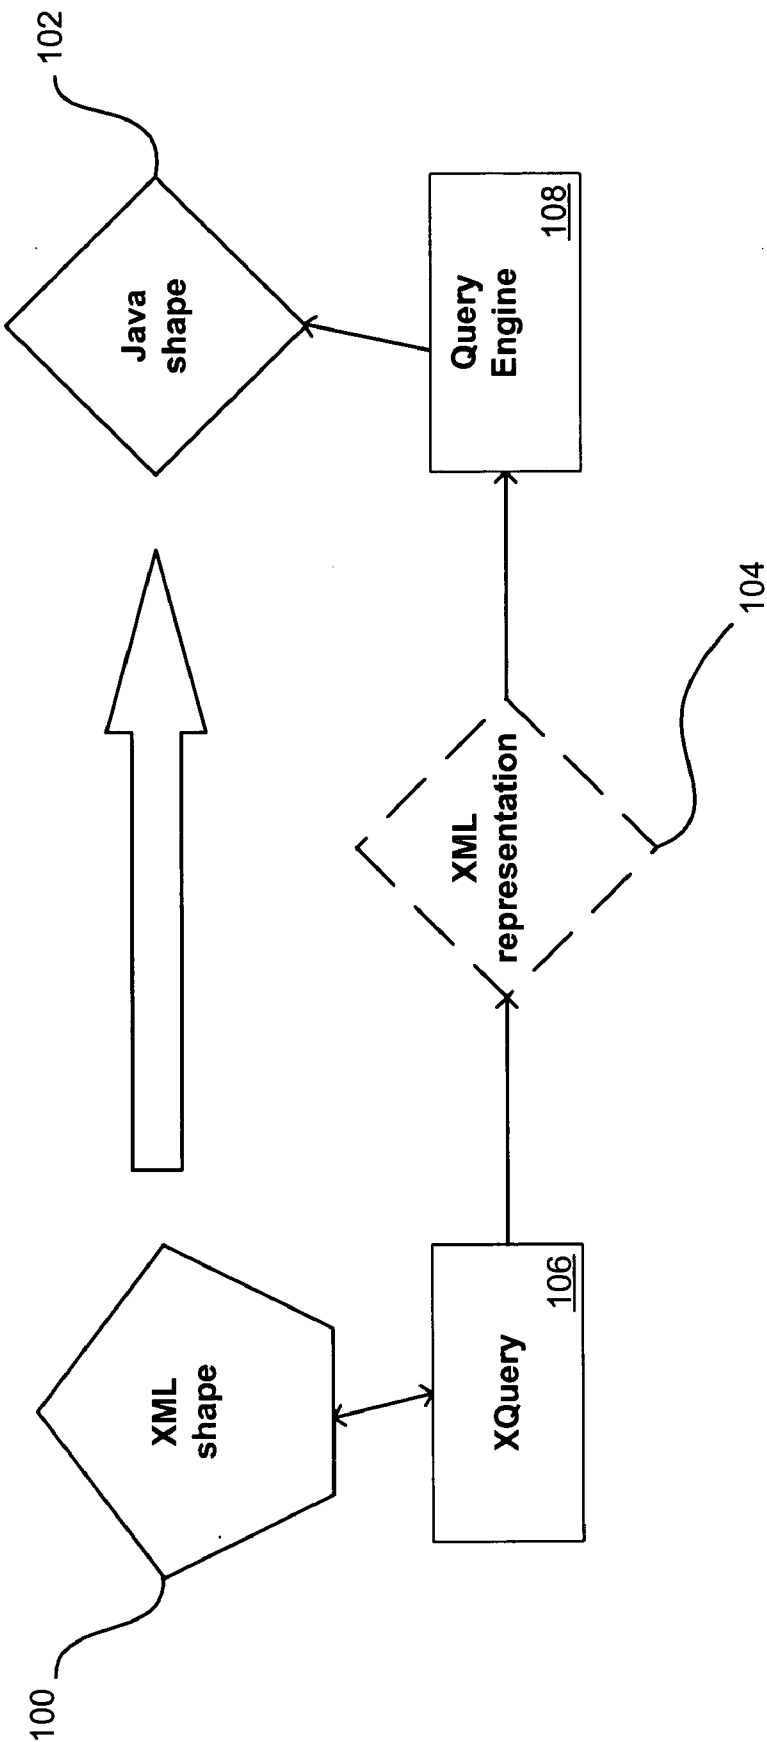 100
XML
shape
Java
shape
102
XQuery
106
XML
representation
104
Query
Engine
108